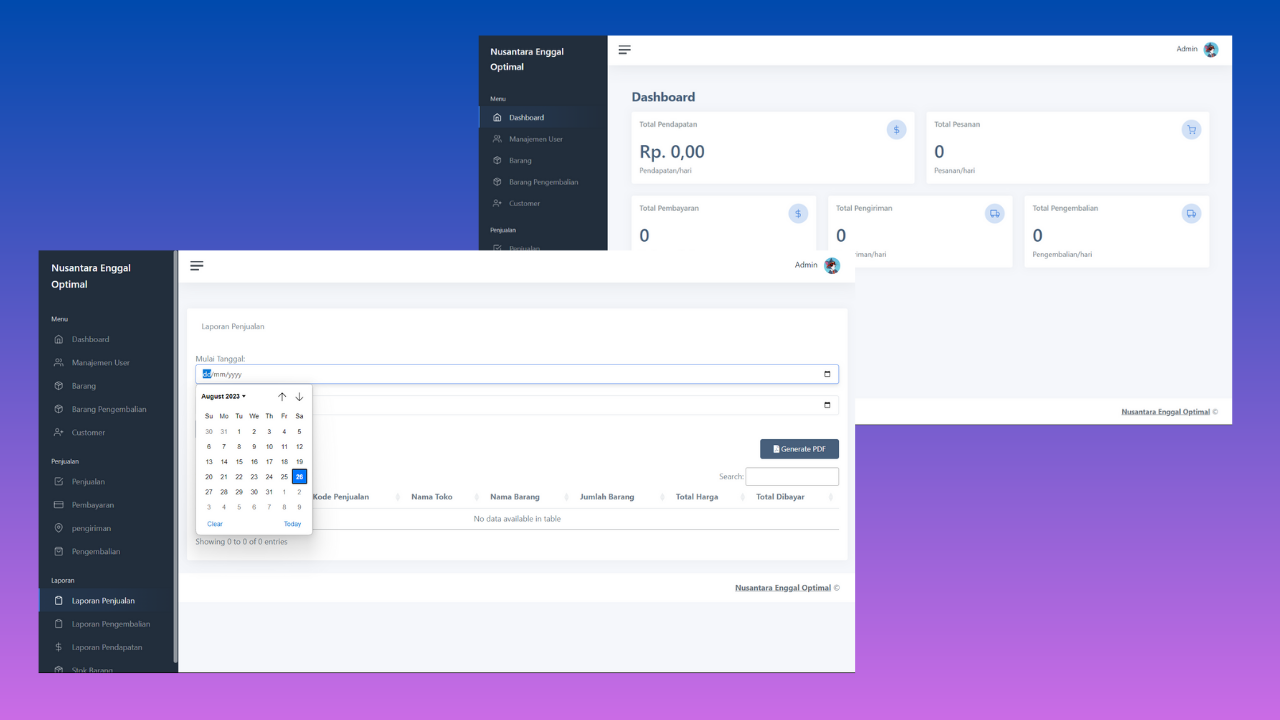 Nusantara Enggal
Optimal
Menu
Dashboard
Manajemen User
Barang
Barang Pengembalian
Customer
Penjualan
Penjualan
Admin
Dashboard
Total Pendapatan
Rp. 0,00
Pendapatan/hari
Total Pesanan
0
Pesanan/hari
Total Pembayaran
0
Total Pengiriman
0
iman/hari
Total Pengembalian
0
Pengembalian/hari
Nusantara Enggal Optimal ©
Nusantara Enggal
Optimal
Menu
Dashboard
Manajemen User
Barang
Barang Pengembalian
Customer
Penjualan
Penjualan
Pembayaran
pengiriman
Pengembalian
Laporan
Laporan Penjualan
Laporan Pengembalian
Laporan Pendapatan
Stok Barang
Admin
Laporan Penjualan
Mulai Tanggal:
dd/mm/yyyy
August 2023
Su Mo Tu We Th Fr Sa
30 31 1 2 3 4 5
6 7 8 9 10 11 12
13 14 15 16 17 18 19
20 21 22 23 24 25 26
27 28 29 30 31 1 2
3 4 5 6 7 8 9
Clear Today
Generate PDF
Search:
Kode Penjualan Nama Toko Nama Barang Jumlah Barang Total Harga Total Dibayar
No data available in table
Showing 0 to 0 of 0 entries
Nusantara Enggal Optimal ©